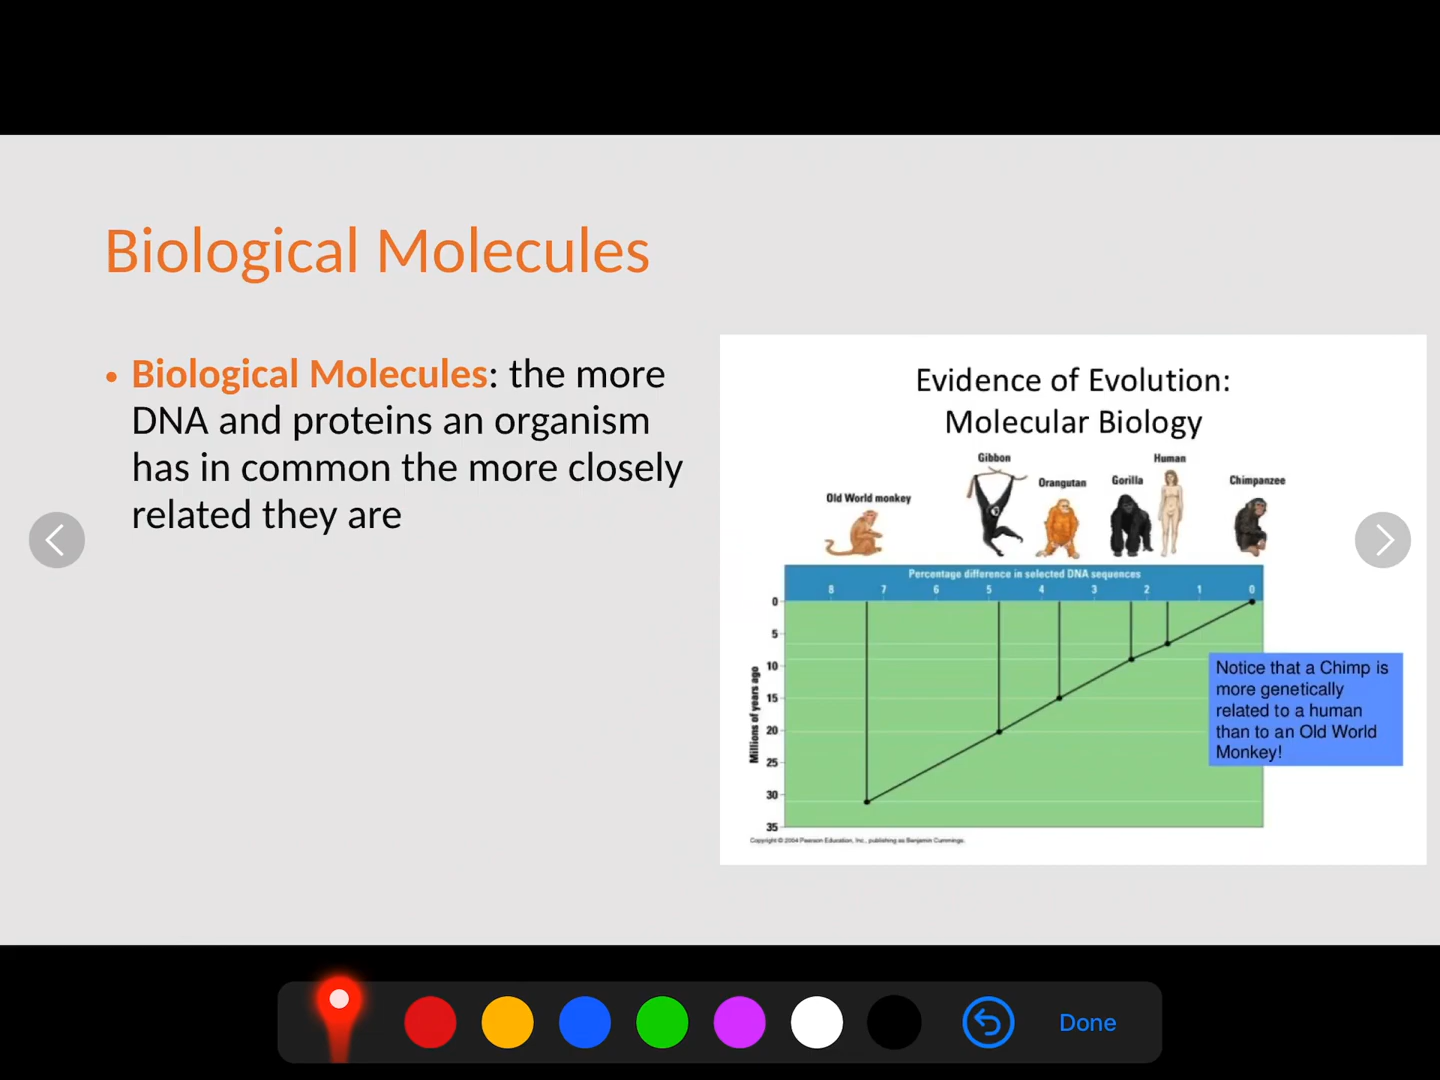 Biological Molecules
• Biological Molecules: the more
DNA and proteins an organism
has in common the more closely
related they are
Evidence of Evolution:
Molecular Biology
Old World monkey
Gibbon
Orangutan
Gorilla
Human
Chimpanzee
Percentage difference in selected DNA sequences
8 7 6 5 4 3 2 1 0
Millions of years ago
0
5
10
15
20
25
30
35
Notice that a Chimp is
more genetically
related to a human
than to an Old World
Monkey!
Copyright © 2004 Pearson Education, Inc., publishing as Benjamin Cummings.
Done